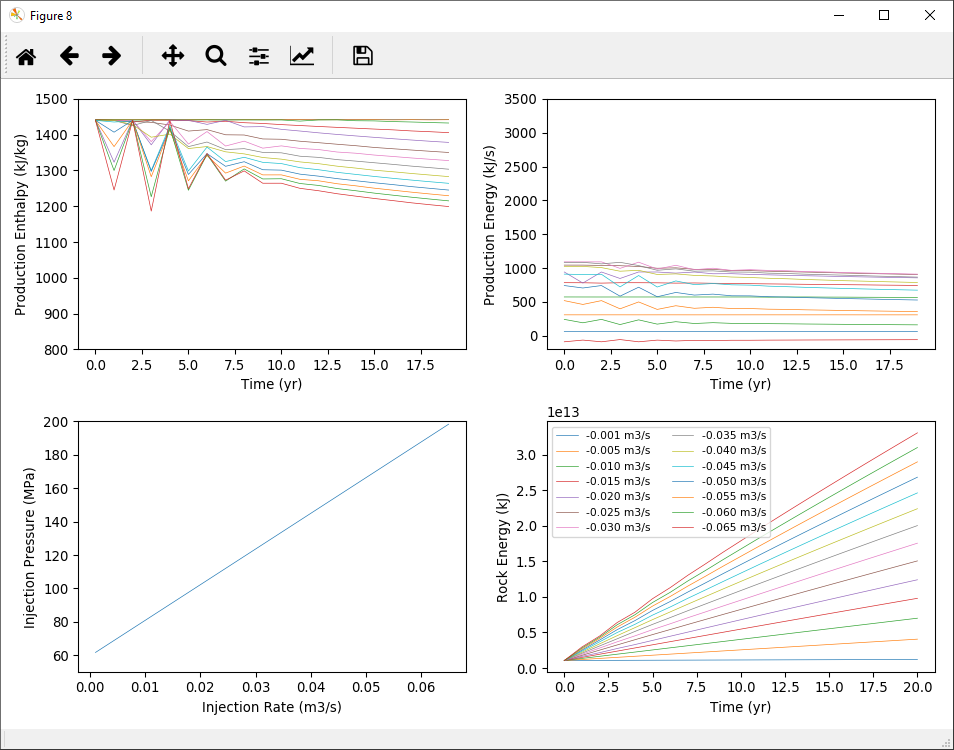 Figure 8
1500
1400
1300
1200
1100
1000
900
800
Production Enthalpy (kJ/kg)
0.0 2.5 5.0 7.5 10.0 12.5 15.0 17.5
Time (yr)
3500
3000
2500
2000
1500
1000
500
0
Production Energy (kJ/s)
0.0 2.5 5.0 7.5 10.0 12.5 15.0 17.5
Time (yr)
200
180
160
140
120
100
80
60
Injection Pressure (MPa)
0.00 0.01 0.02 0.03 0.04 0.05 0.06
Injection Rate (m3/s)
1e13
3.0
2.5
2.0
1.5
1.0
0.5
0.0
Rock Energy (kJ)
-0.001 m3/s
-0.005 m3/s
-0.010 m3/s
-0.015 m3/s
-0.020 m3/s
-0.025 m3/s
-0.030 m3/s
-0.035 m3/s
-0.040 m3/s
-0.045 m3/s
-0.050 m3/s
-0.055 m3/s
-0.060 m3/s
-0.065 m3/s
0.0 2.5 5.0 7.5 10.0 12.5 15.0 17.5 20.0
Time (yr)